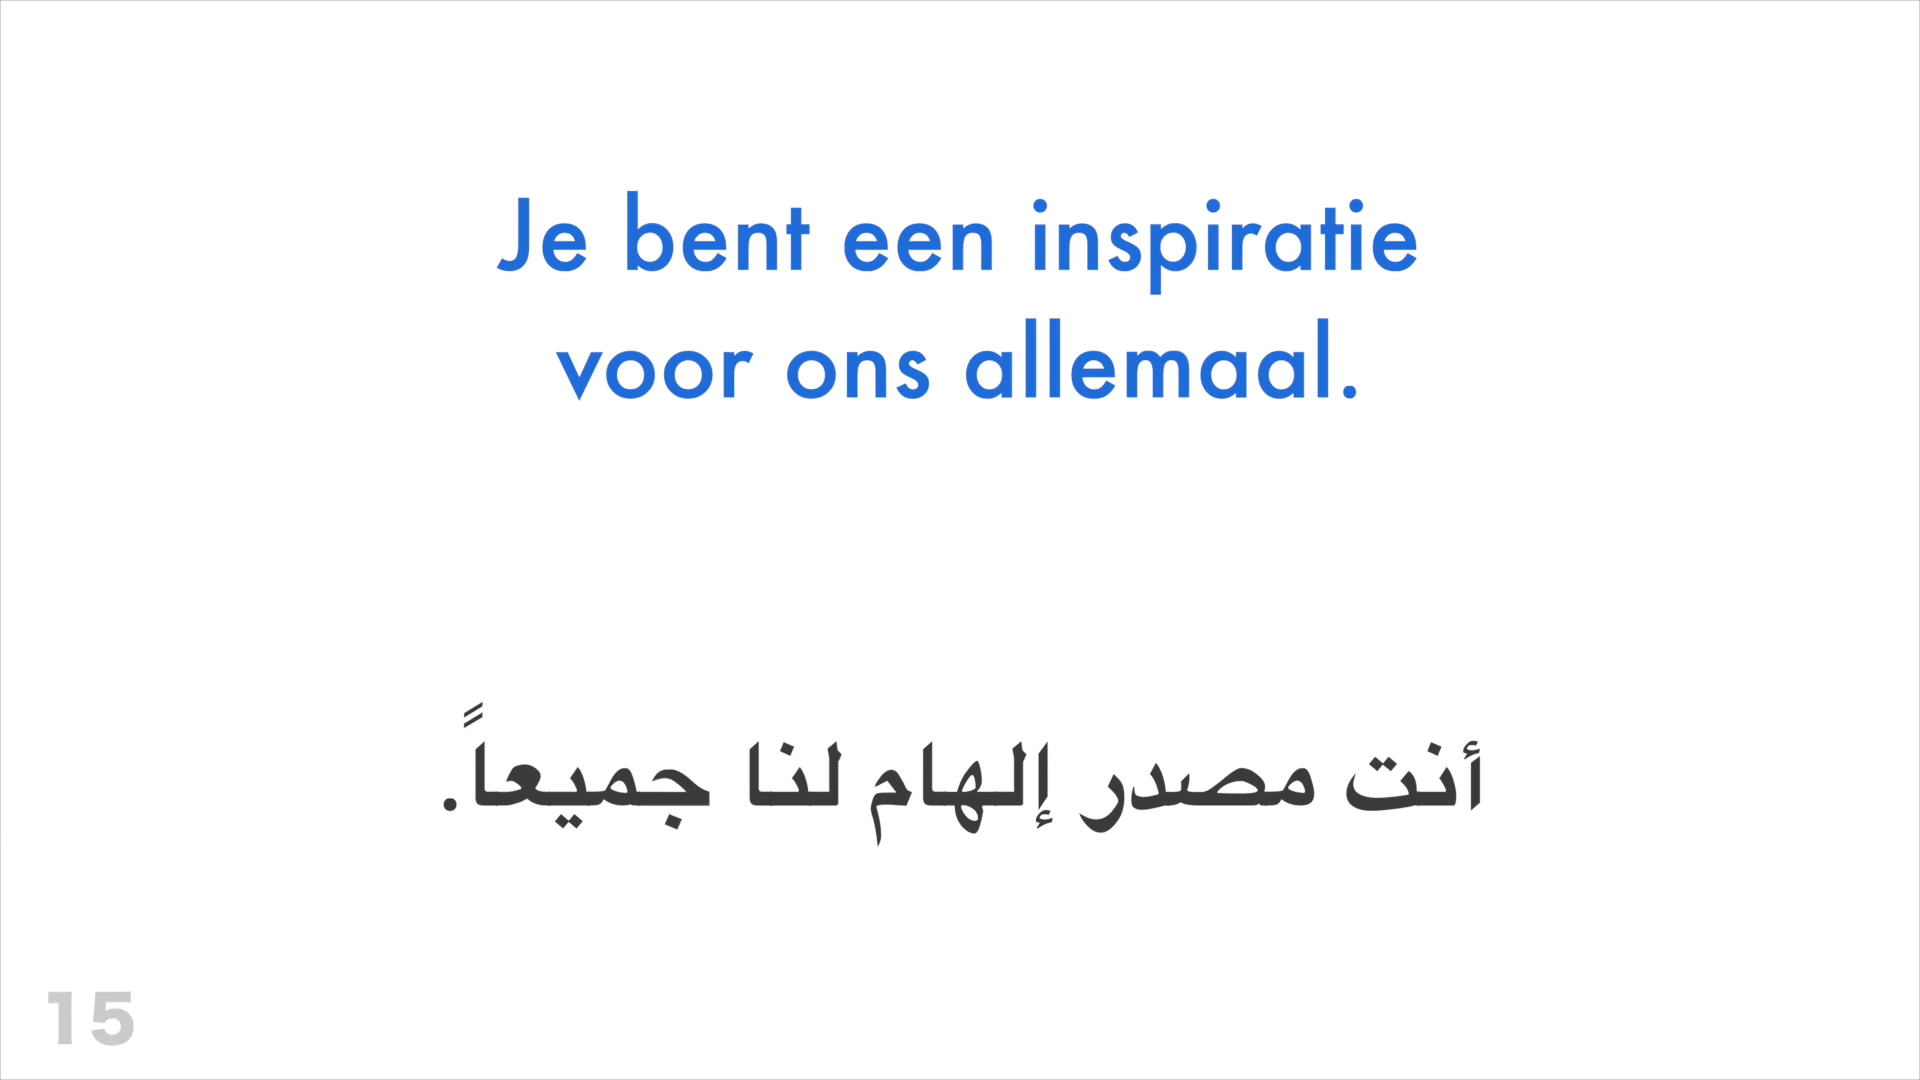 Je bent een inspiratie
voor ons allemaal.
أنت مصدر إلهام لنا جميعاً.
15